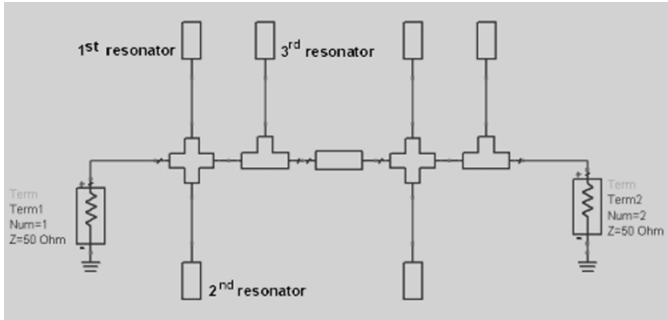 1st resonator
3rd resonator
Term
Term1
Num=1
Z=50 Ohm
Term
Term2
Num=2
Z=50 Ohm
2nd resonator